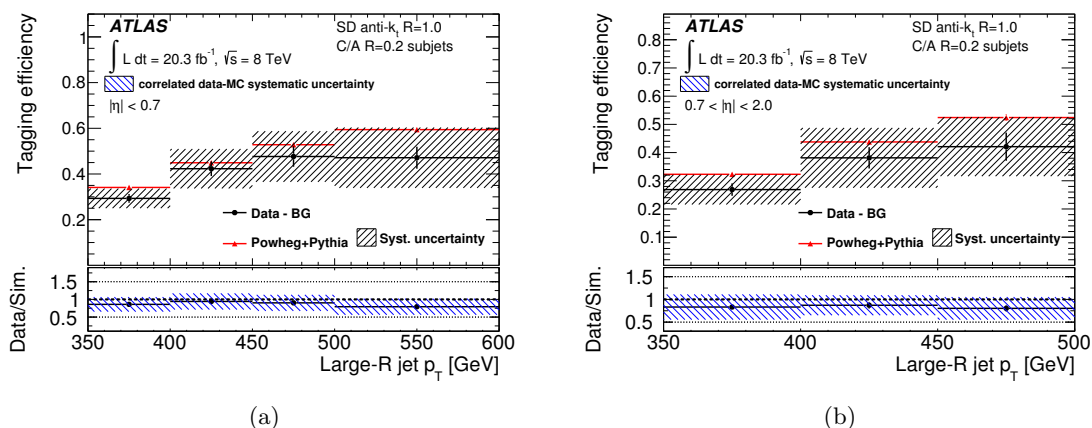 ATLAS
SD anti-kt R=1.0
C/A R=0.2 subjets
∫ L dt = 20.3 fb⁻¹, √s = 8 TeV
correlated data-MC systematic uncertainty
|η| < 0.7
Tagging efficiency
1
0.8
0.6
0.4
0.2
Data - BG
Powheg+Pythia
Syst. uncertainty
Data/Sim.
1.5
1
0.5
350 400 450 500 550 600
Large-R jet pT [GeV]
(a)
ATLAS
SD anti-kt R=1.0
C/A R=0.2 subjets
∫ L dt = 20.3 fb⁻¹, √s = 8 TeV
correlated data-MC systematic uncertainty
0.7 < |η| < 2.0
Tagging efficiency
0.8
0.7
0.6
0.5
0.4
0.3
0.2
0.1
Data - BG
Powheg+Pythia
Syst. uncertainty
Data/Sim.
1.5
1
0.5
350 400 450 500
Large-R jet pT [GeV]
(b)